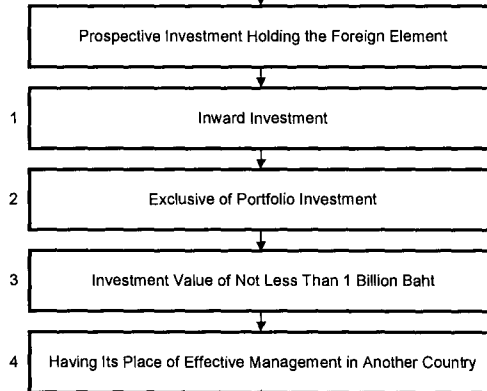 Prospective Investment Holding the Foreign Element
1 Inward Investment
2 Exclusive of Portfolio Investment
3 Investment Value of Not Less Than 1 Billion Baht
4 Having Its Place of Effective Management in Another Country